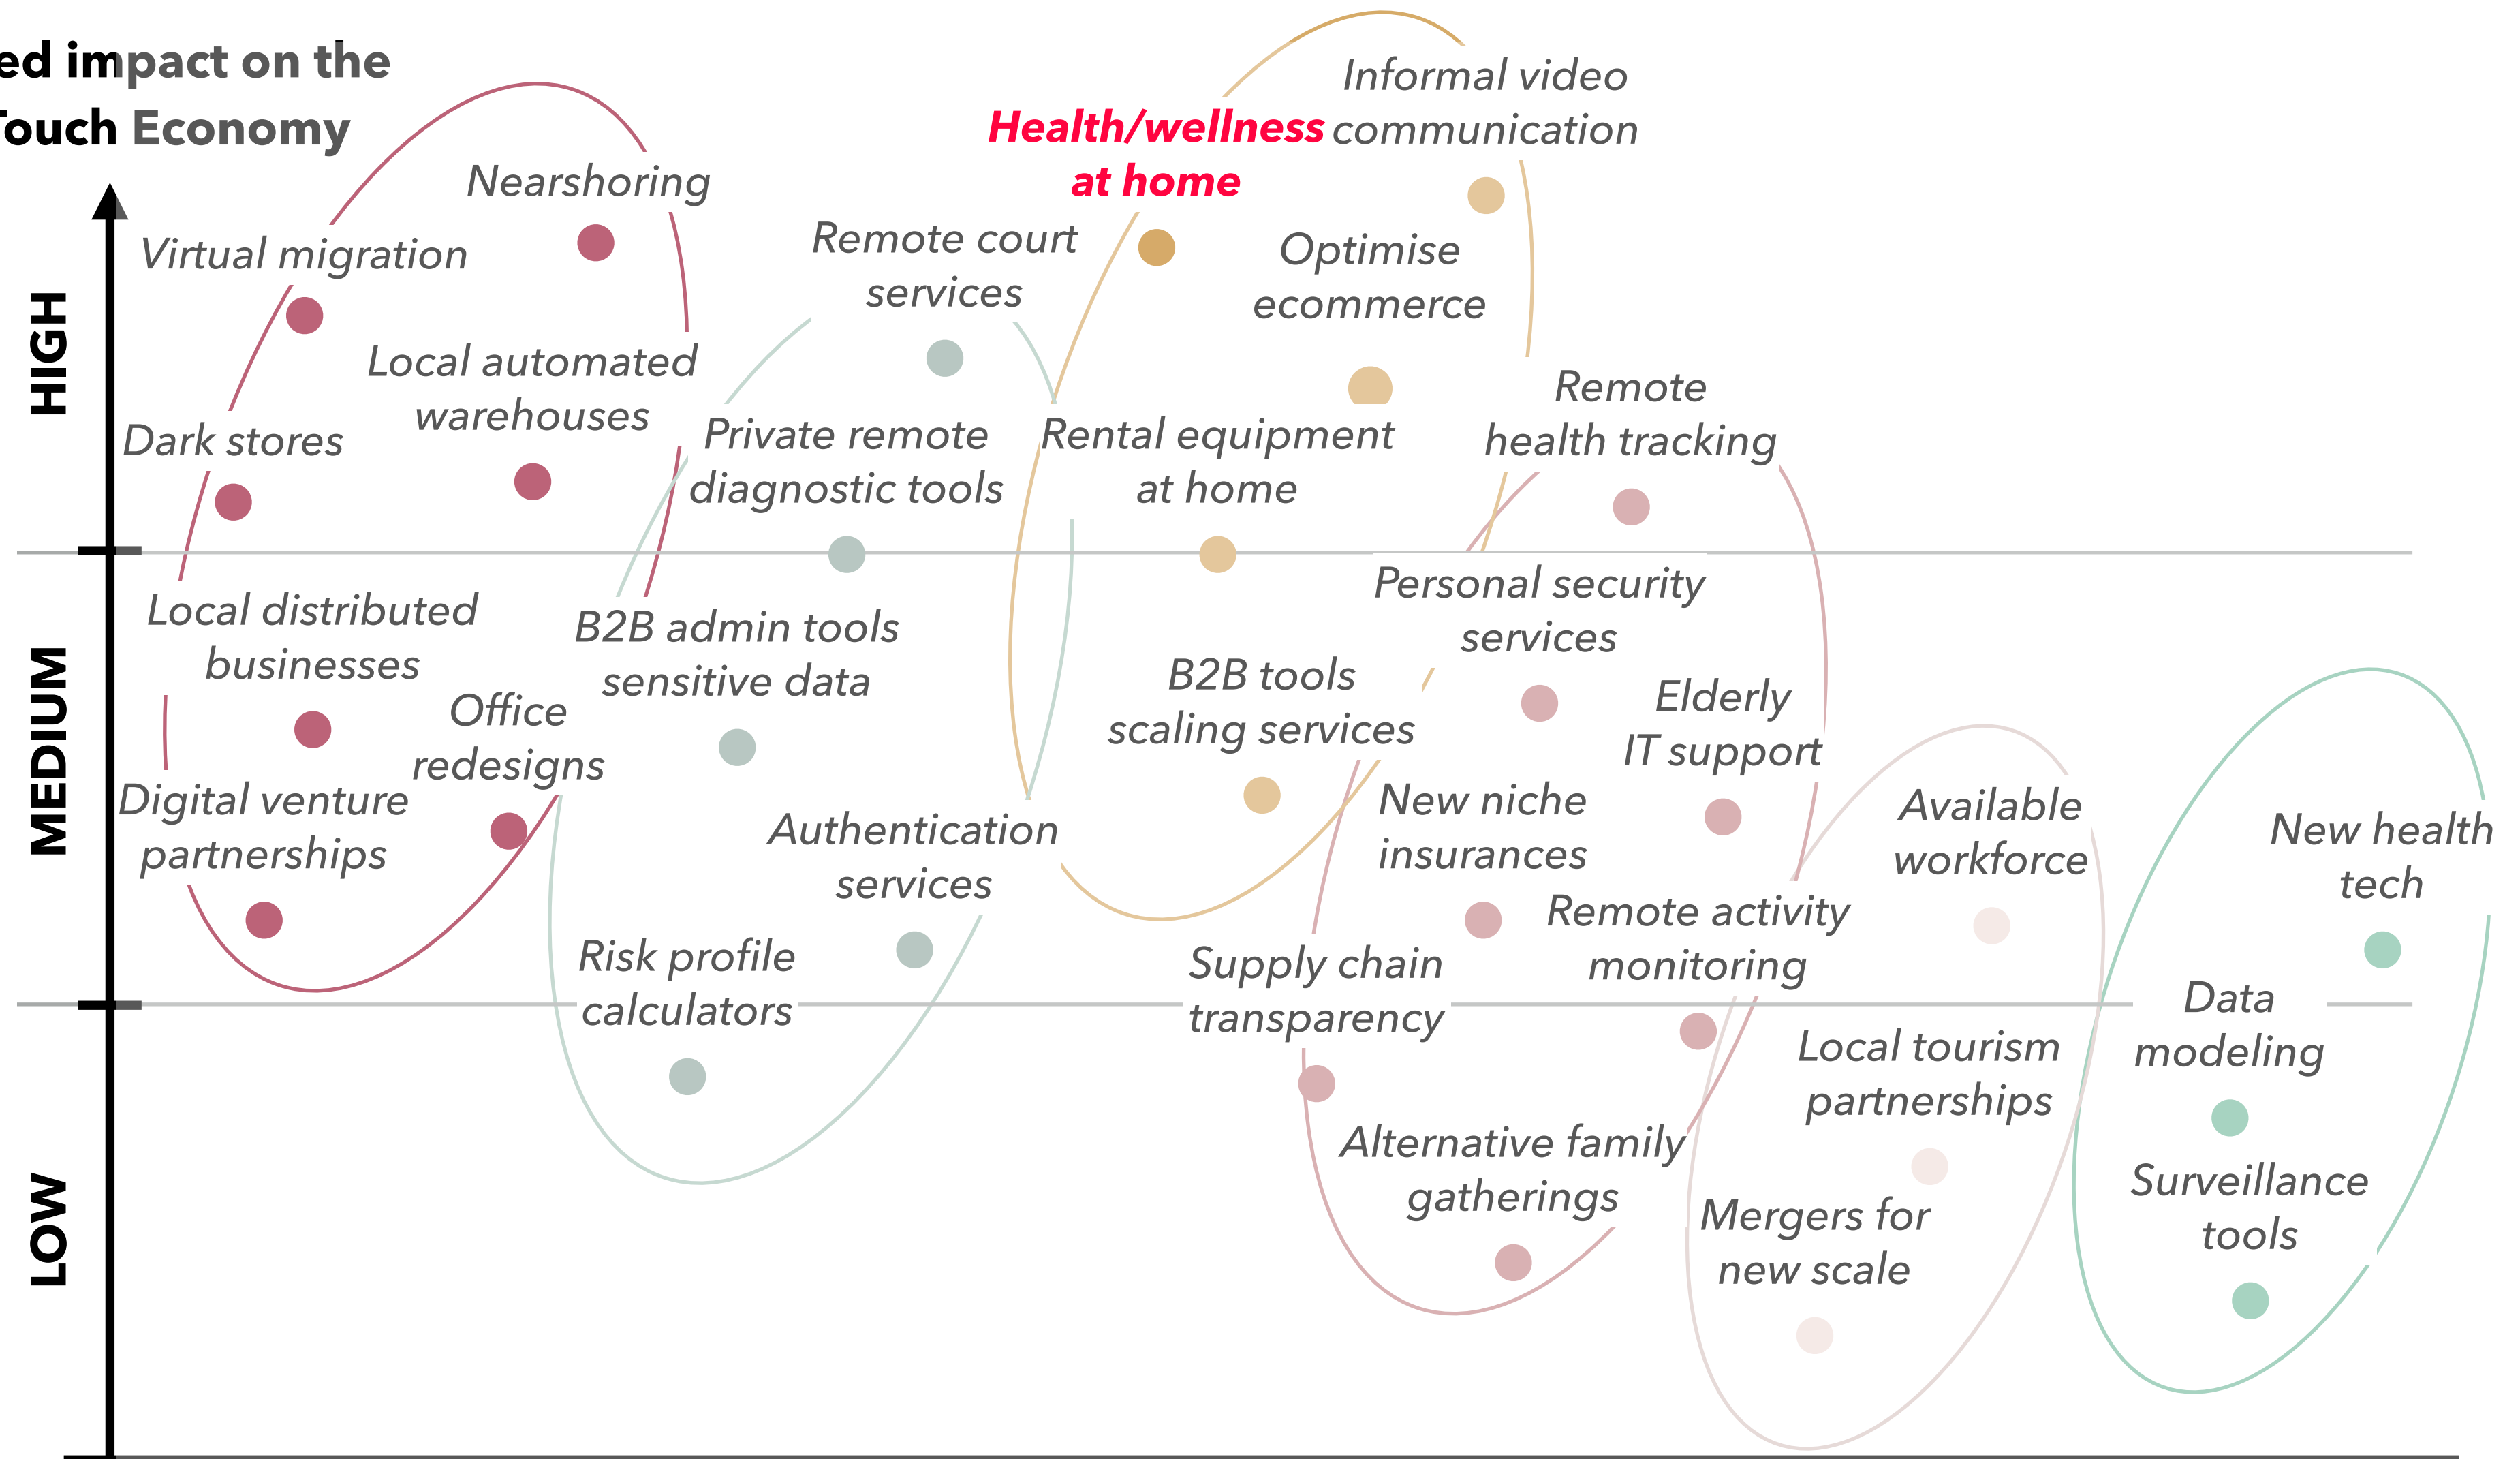 ed impact on the
Touch Economy
HIGH
MEDIUM
LOW
Nearshoring
Virtual migration
Local automated
warehouses
Dark stores
Local distributed
businesses
Office
redesigns
Digital venture
partnerships
Remote court
services
Private remote
diagnostic tools
B2B admin tools
sensitive data
Authentication
services
Risk profile
calculators
Informal video
communication
Health/wellness
at home
Optimise
ecommerce
Rental equipment
at home
B2B tools
scaling services
Remote
health tracking
Personal security
services
Elderly
IT support
New niche
insurances
Remote activity
monitoring
Supply chain
transparency
Alternative family
gatherings
Available
workforce
Local tourism
partnerships
Mergers for
new scale
New health
tech
Data
modeling
Surveillance
tools